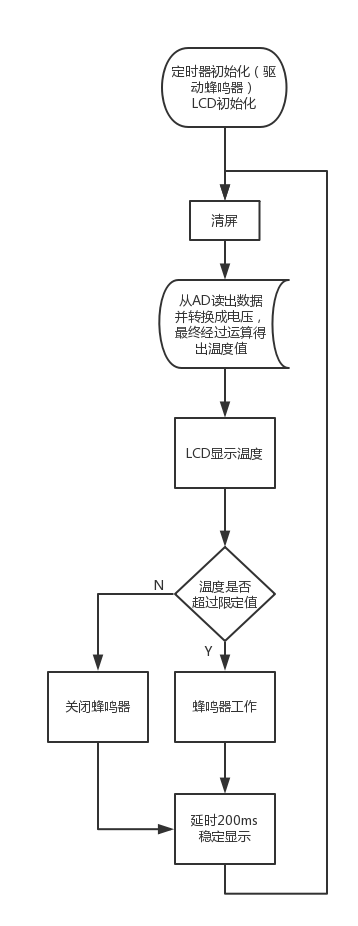 定时器初始化（驱
动蜂鸣器）
LCD初始化
清屏
从AD读出数据
并转换成电压，
最终经过运算得
出温度值
LCD显示温度
温度是否
超过限定值
N
Y
关闭蜂鸣器
蜂鸣器工作
延时200ms
稳定显示